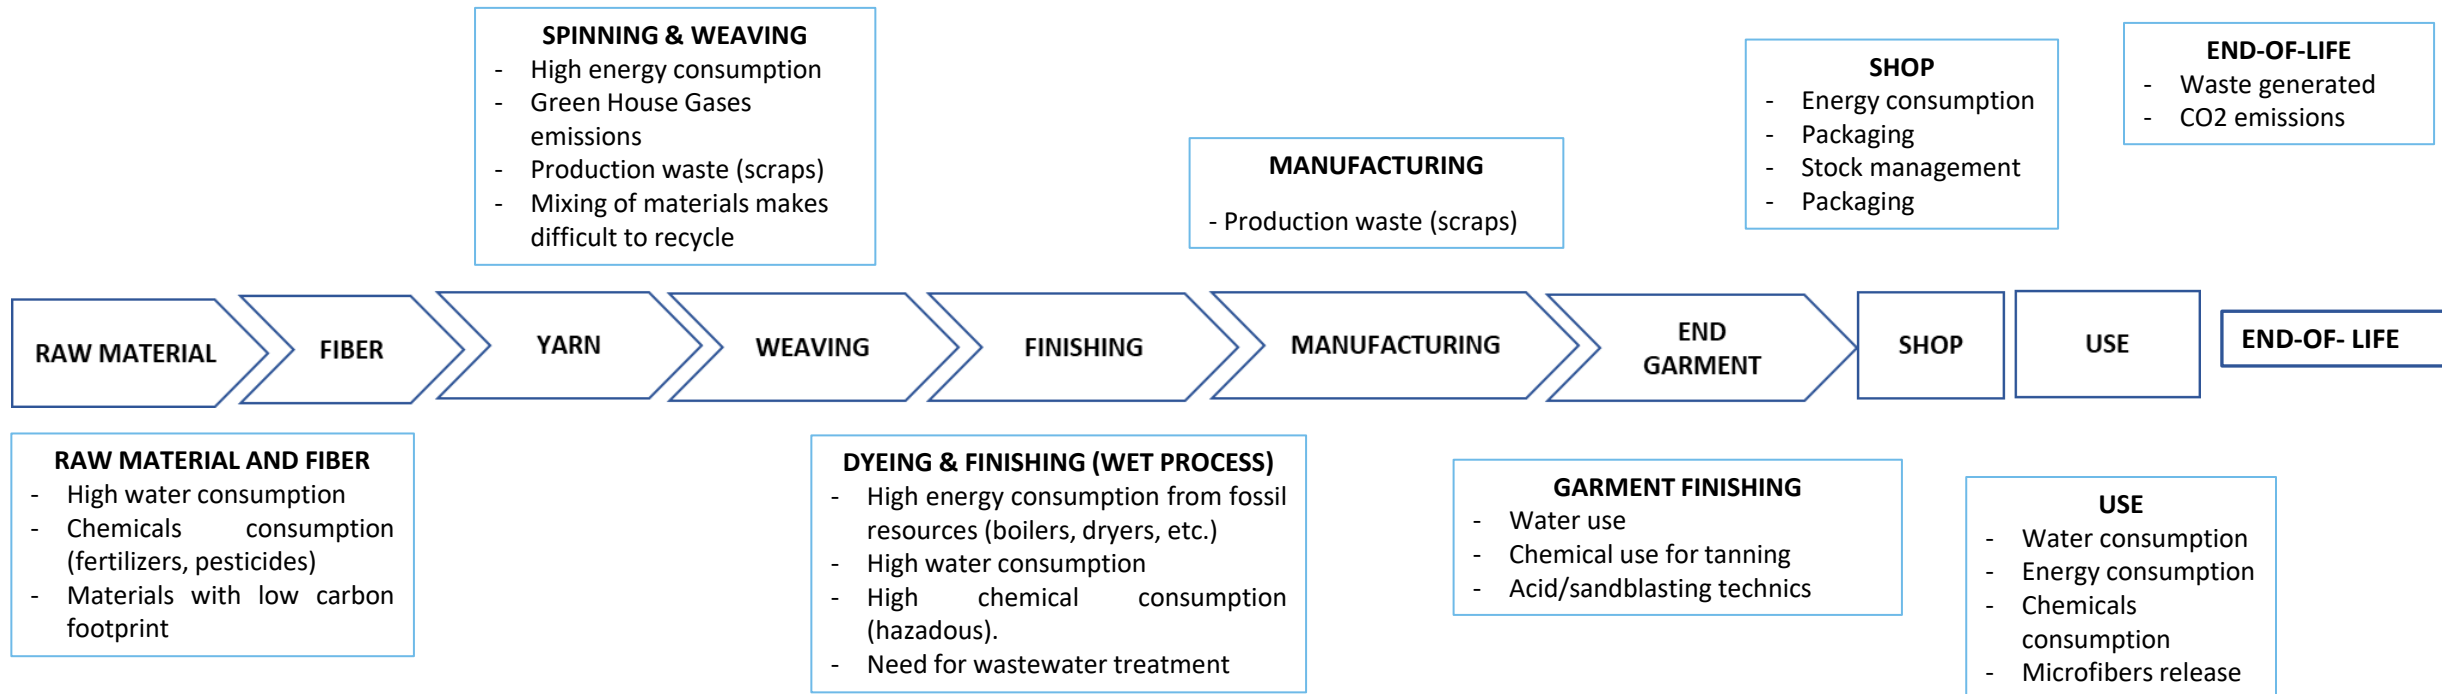 SPINNING & WEAVING
- High energy consumption
- Green House Gases
emissions
- Production waste (scraps)
- Mixing of materials makes
difficult to recycle
MANUFACTURING
- Production waste (scraps)
SHOP
- Energy consumption
- Packaging
- Stock management
- Packaging
END-OF-LIFE
- Waste generated
- CO2 emissions
RAW MATERIAL
FIBER
YARN
WEAVING
FINISHING
MANUFACTURING
END
GARMENT
SHOP
USE
END-OF- LIFE
RAW MATERIAL AND FIBER
- High water consumption
- Chemicals consumption
(fertilizers, pesticides)
- Materials with low carbon
footprint
DYEING & FINISHING (WET PROCESS)
- High energy consumption from fossil
resources (boilers, dryers, etc.)
- High water consumption
- High chemical consumption
(hazadous).
- Need for wastewater treatment
GARMENT FINISHING
- Water use
- Chemical use for tanning
- Acid/sandblasting technics
USE
- Water consumption
- Energy consumption
- Chemicals
consumption
- Microfibers release